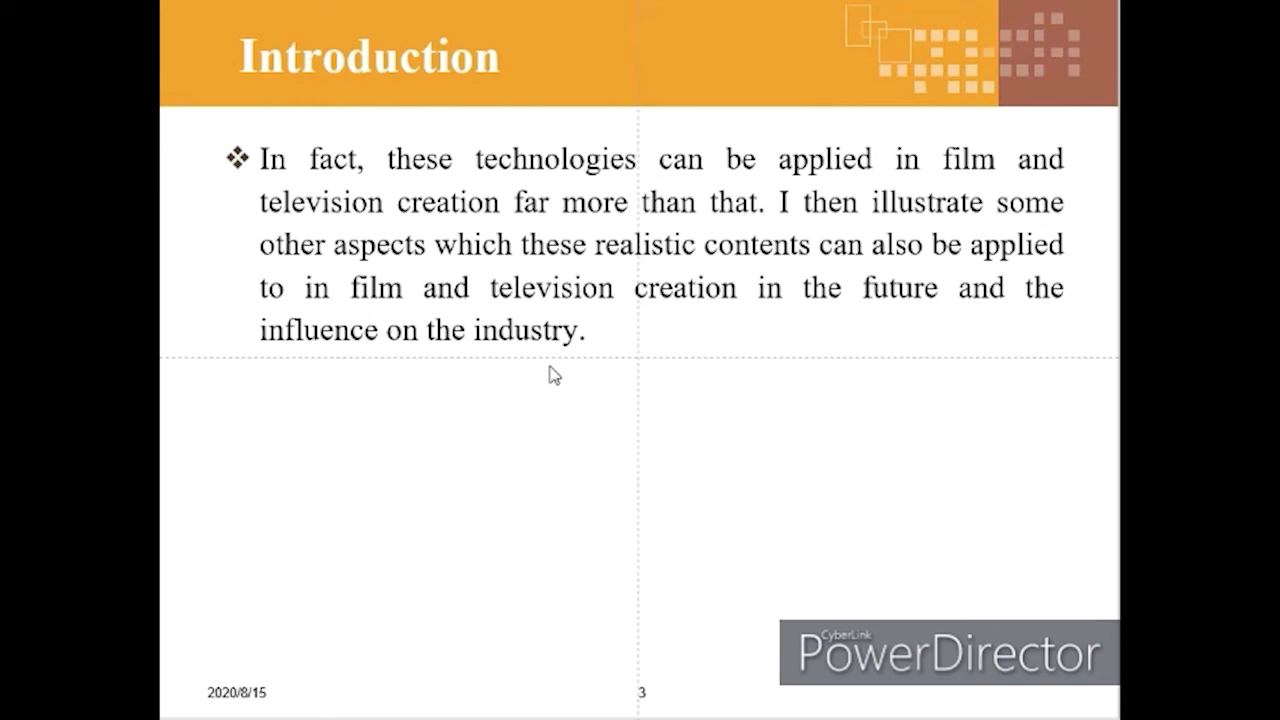 Introduction
❖ In fact, these technologies can be applied in film and
television creation far more than that. I then illustrate some
other aspects which these realistic contents can also be applied
to in film and television creation in the future and the
influence on the industry.
CyberLink
PowerDirector
2020/8/15
3